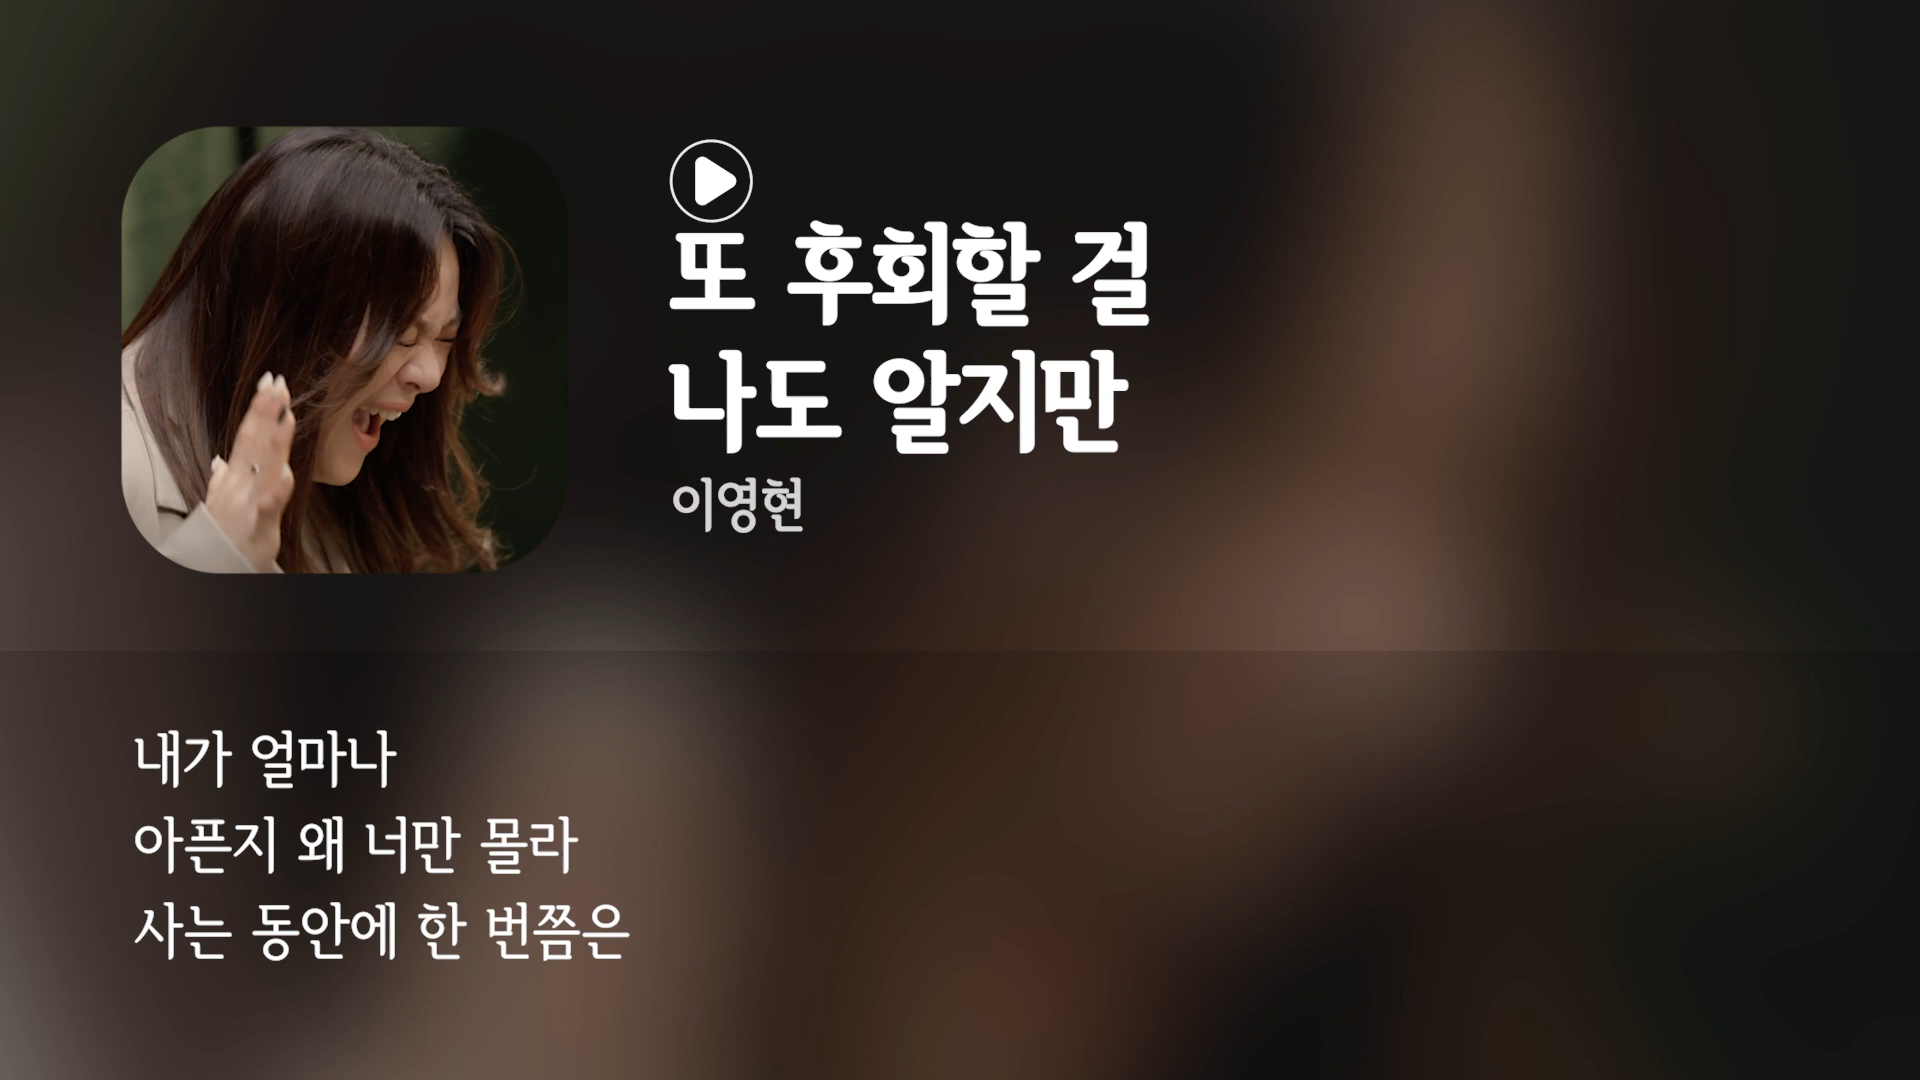 또 후회할 걸
나도 알지만
이영현
내가 얼마나
아픈지 왜 너만 몰라
사는 동안에 한 번쯤은